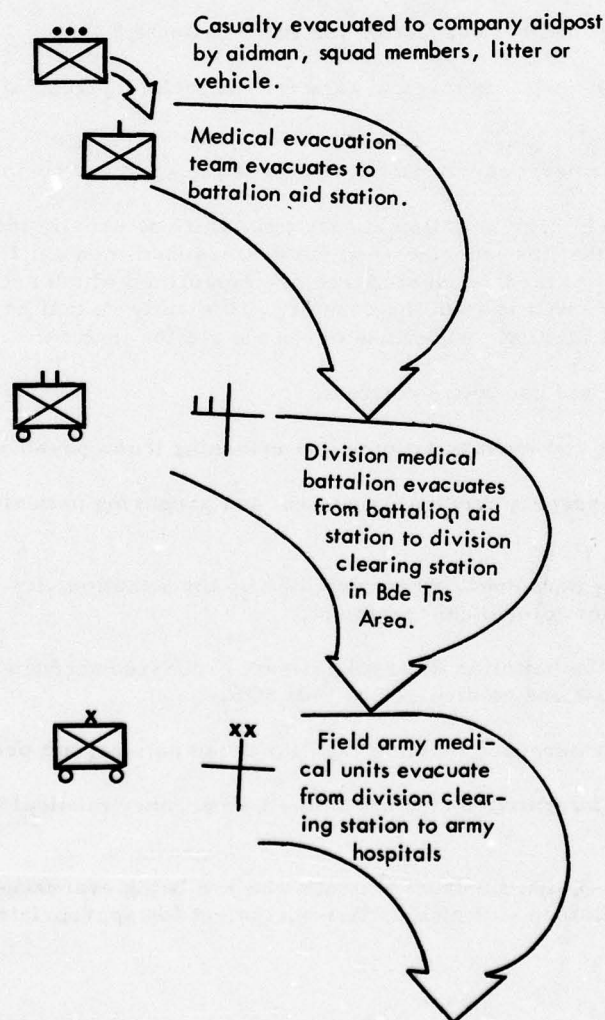 Casualty evacuated to company aidpost
by aidman, squad members, litter or
vehicle.
Medical evacuation
team evacuates to
battalion aid station.
Division medical
battalion evacuates
from battalion aid
station to division
clearing station
in Bde Tns
Area.
X
XX
Field army medi-
cal units evacuate
from division clear-
ing station to army
hospitals